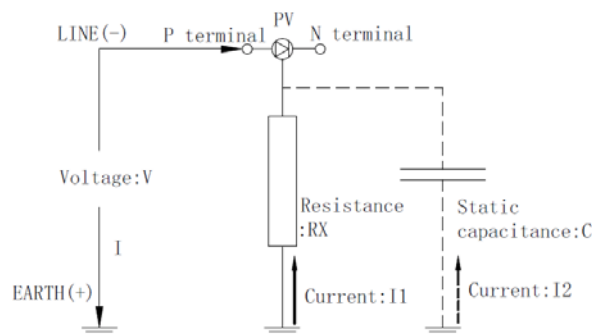 PV
LINE(-)
P terminal
N terminal
Voltage:V
Resistance
:RX
Static
capacitance:C
I
EARTH(+)
Current:I1
Current:I2